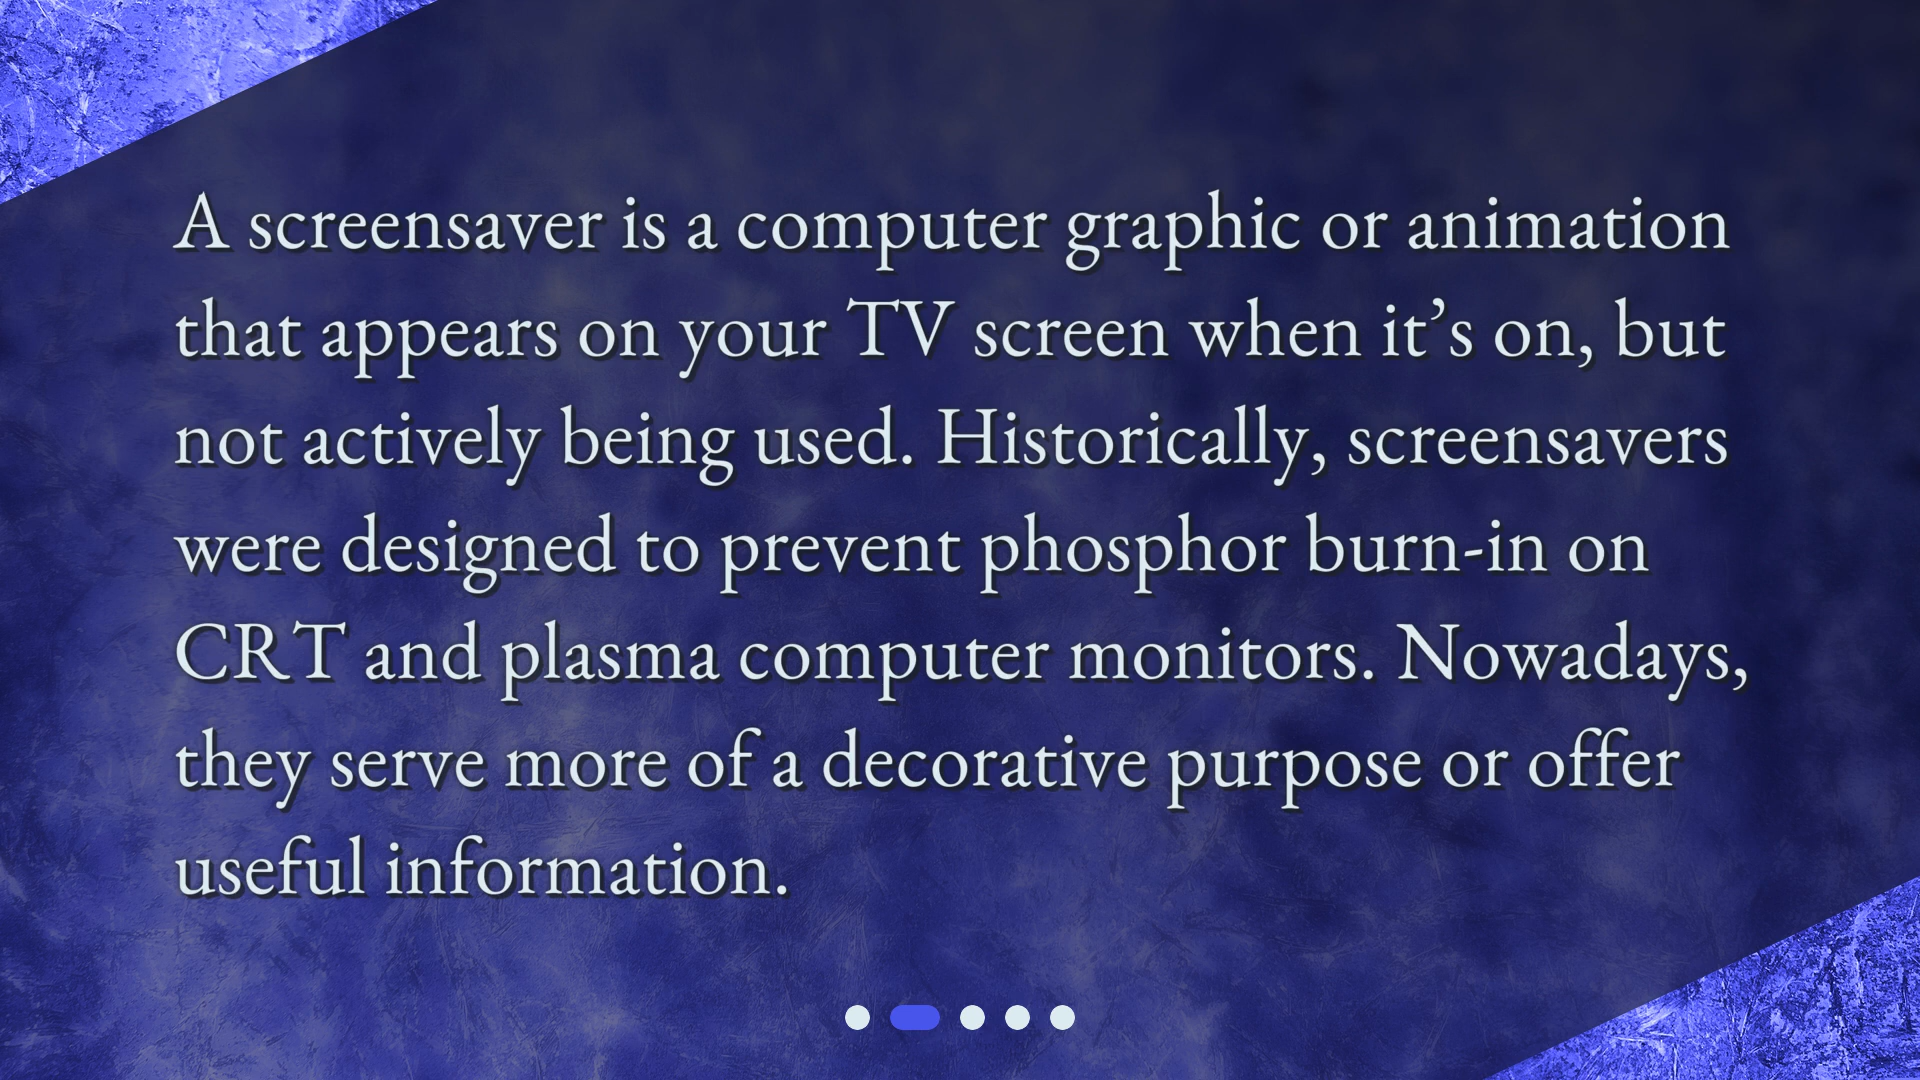 A screensaver is a computer graphic or animation
that appears on your TV screen when it’s on, but
not actively being used. Historically, screensavers
were designed to prevent phosphor burn-in on
CRT and plasma computer monitors. Nowadays,
they serve more of a decorative purpose or offer
useful information.